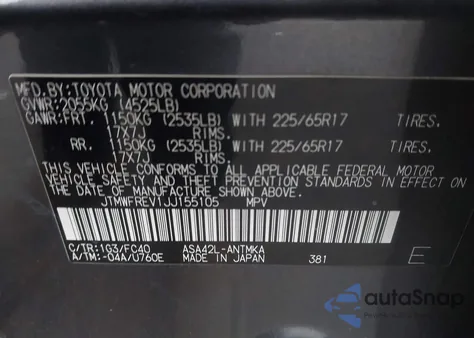 MFD.BY:TOYOTA MOTOR CORPORATION
GVWR:2055KG (4525LB)
GAWR:FRT. 1150KG (2535LB) WITH 225/65R17 TIRES.
17X7J RIMS.
RR. 1150KG (2535LB) WITH 225/65R17 TIRES.
17X7J RIMS.
THIS VEHICLE CONFORMS TO ALL APPLICABLE FEDERAL MOTOR
VEHICLE SAFETY AND THEFT PREVENTION STANDARDS IN EFFECT ON
THE DATE OF MANUFACTURE SHOWN ABOVE.
JTMWFREV1JJ155105 MPV
C/TR:1G3/FC40 ASA42L-ANTMKA
A/TM:-04A/U760E MADE IN JAPAN 381 E
autoSnap